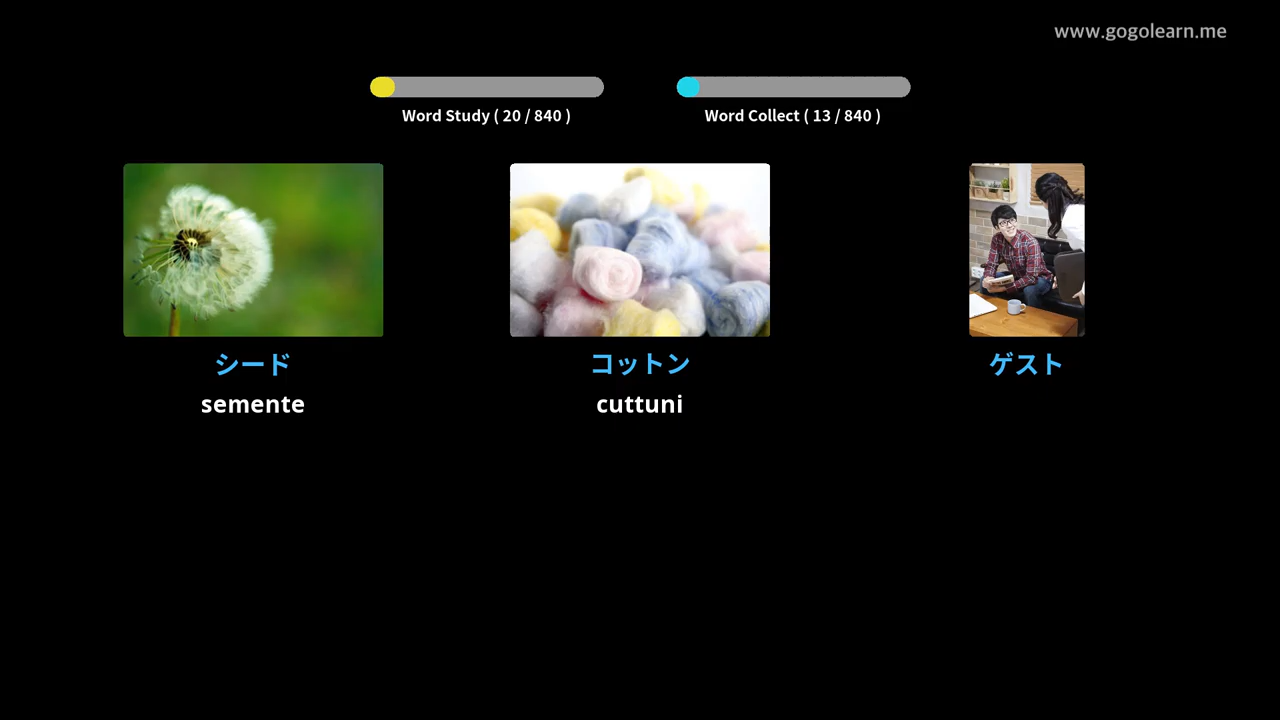 www.gogolearn.me
Word Study ( 20 / 840 )
Word Collect ( 13 / 840 )
シード
コットン
ゲスト
semente
cuttuni